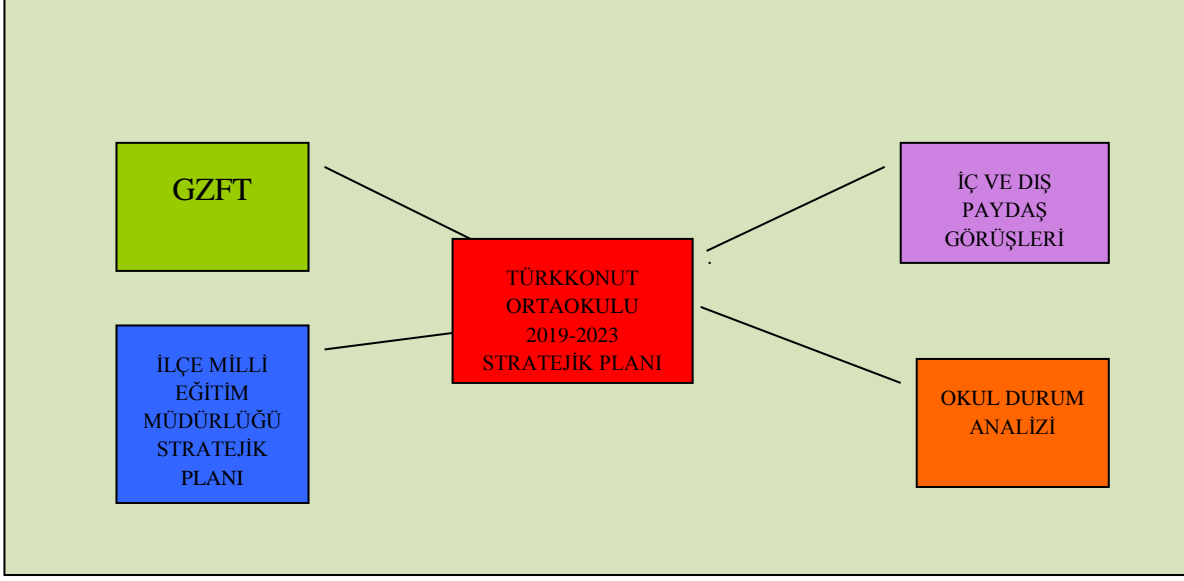 GZFT
İLÇE MİLLİ
EĞİTİM
MÜDÜRLÜĞÜ
STRATEJİK
PLANI
TÜRKKONUT
ORTAOKULU
2019-2023
STRATEJİK PLANI
İÇ VE DIŞ
PAYDAŞ
GÖRÜŞLERİ
.
OKUL DURUM
ANALİZİ